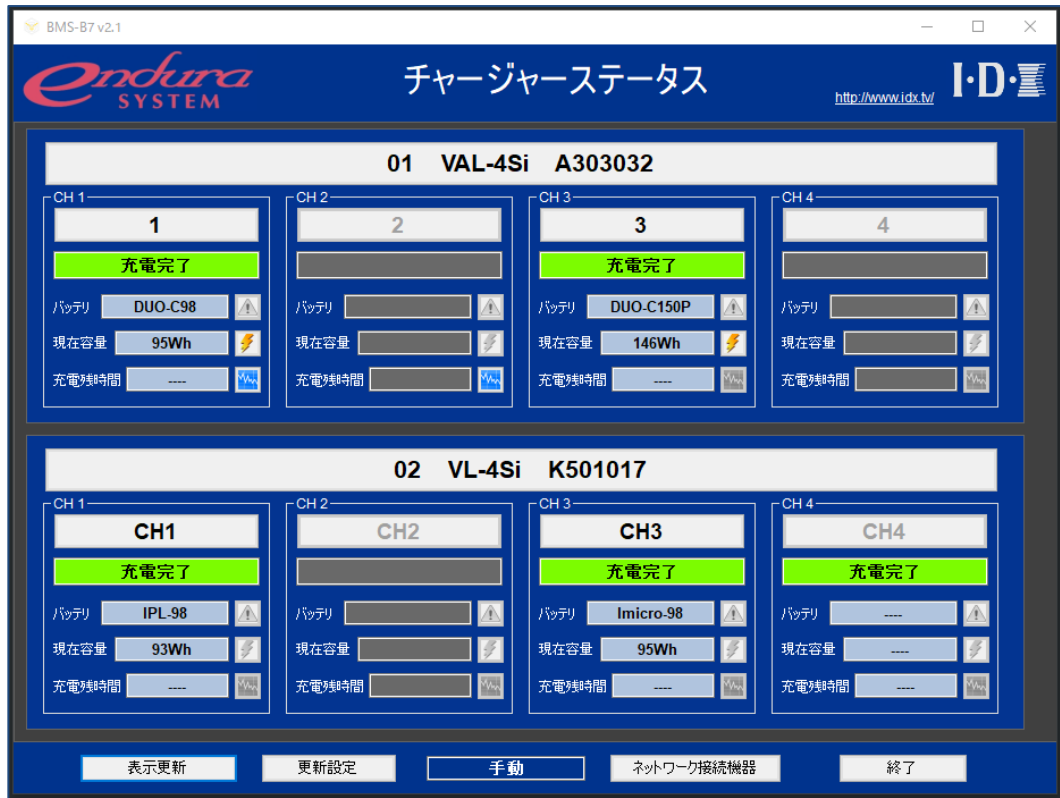 BMS-B7 v2.1
endura
SYSTEM
チャージャーステータス
http://www.idx.tv/
I·D·X
01 VAL-4Si A303032
CH 1 CH 2 CH 3 CH 4
1 2 3 4
充電完了 充電完了
バッテリ DUO-C98 バッテリ バッテリ DUO-C150P バッテリ
現在容量 95Wh 現在容量 現在容量 146Wh 現在容量
充電残時間 ---- 充電残時間 充電残時間 ---- 充電残時間
02 VL-4Si K501017
CH 1 CH 2 CH 3 CH 4
CH1 CH2 CH3 CH4
充電完了 充電完了 充電完了
バッテリ IPL-98 バッテリ バッテリ Imicro-98 バッテリ ----
現在容量 93Wh 現在容量 現在容量 95Wh 現在容量 ----
充電残時間 ---- 充電残時間 充電残時間 ---- 充電残時間 ----
表示更新 更新設定 手動 ネットワーク接続機器 終了